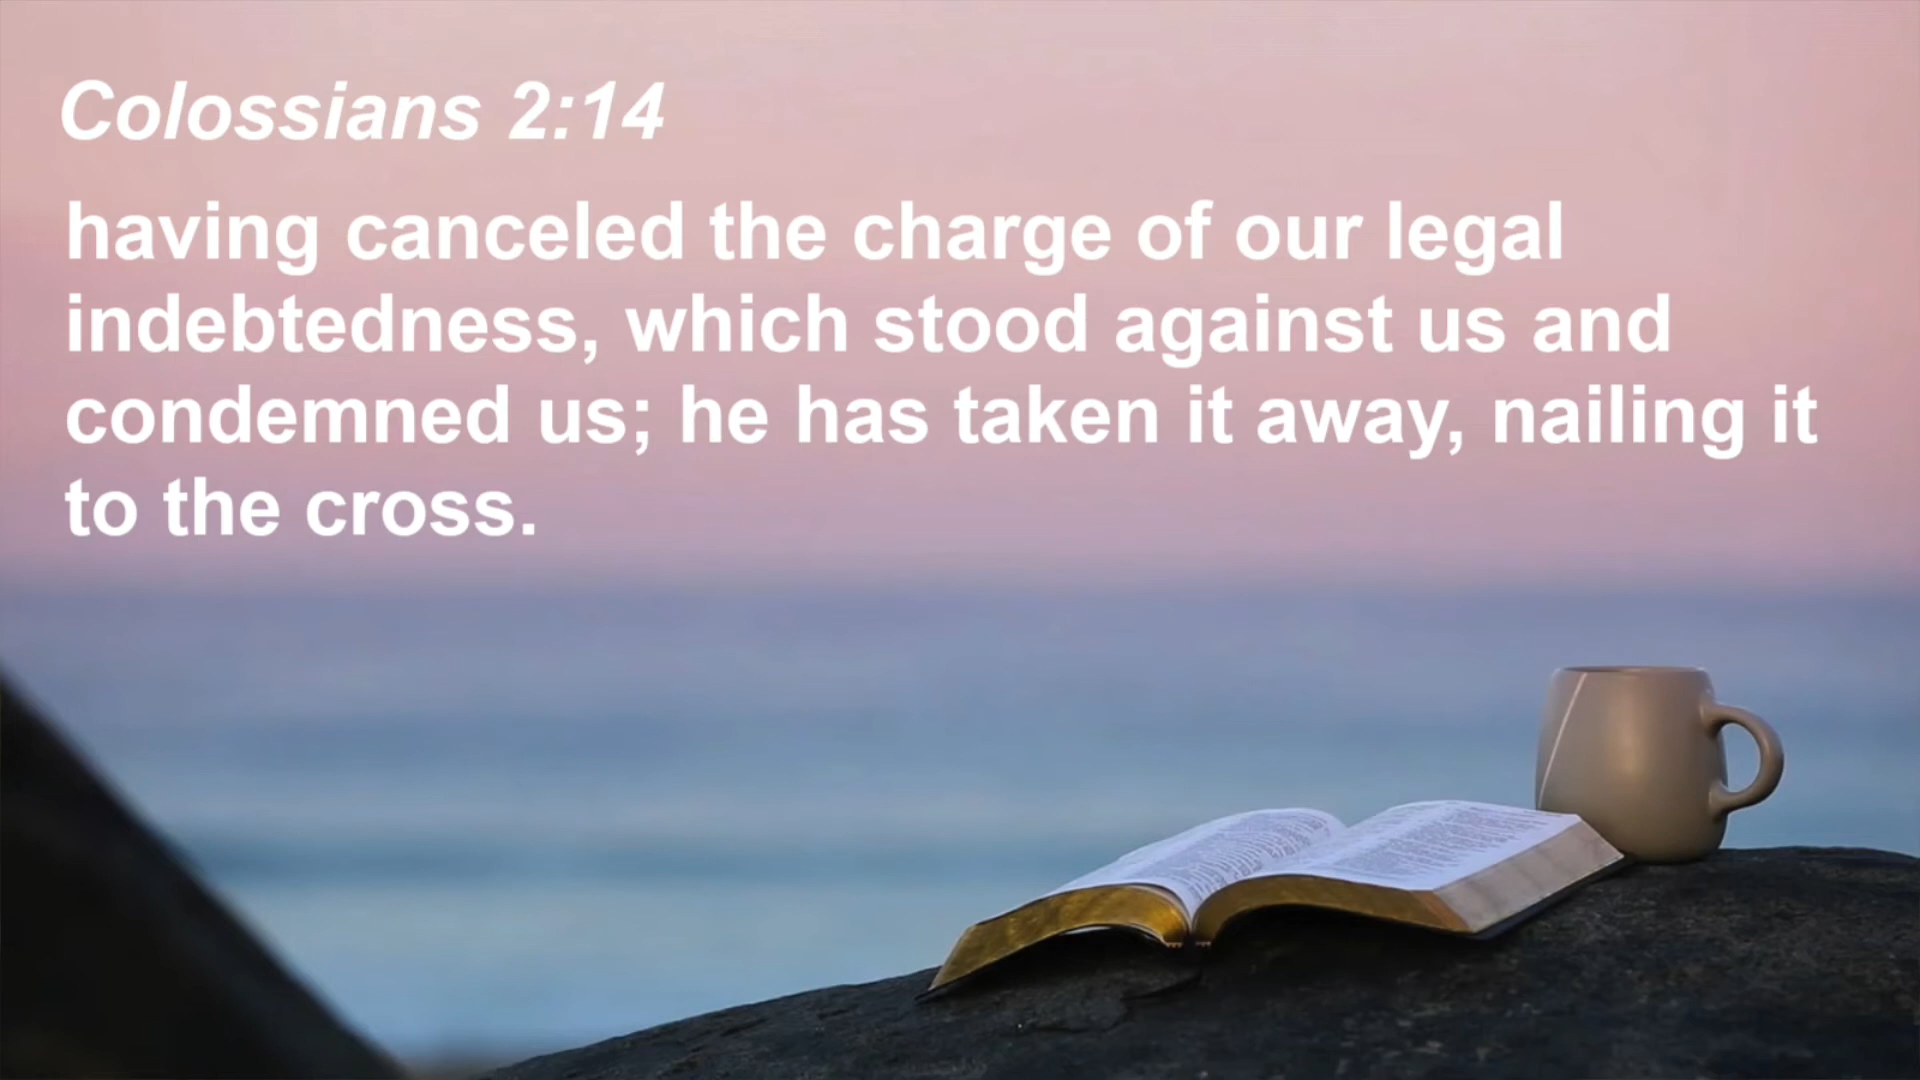 Colossians 2:14
having canceled the charge of our legal
indebtedness, which stood against us and
condemned us; he has taken it away, nailing it
to the cross.